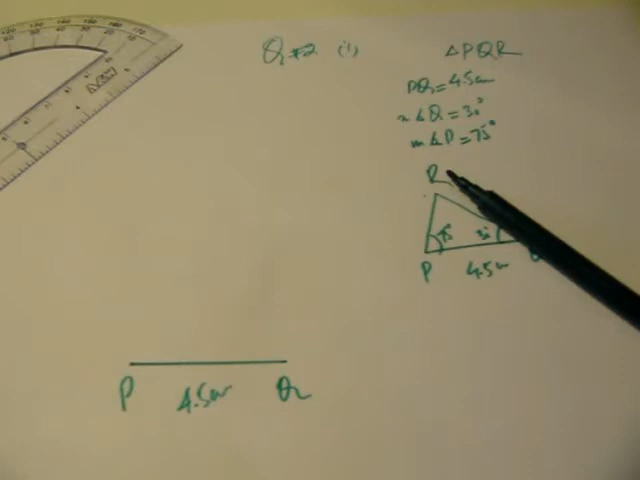 Q #2 (i) △PQR
PQ = 4.5cm
m∠Q = 30°
m∠P = 75°
R
75° 30
P 4.5cm
P 4.5cm Q